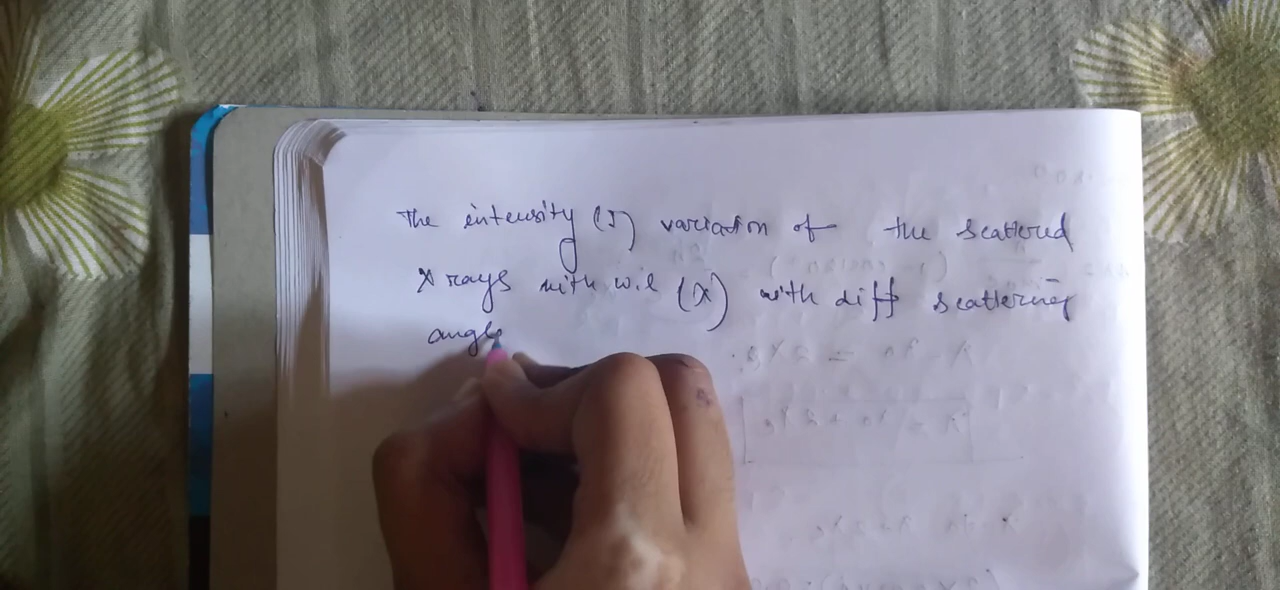 The intensity (I) variation of the scattered
X rays with w.l (λ) with diff scattering
angle